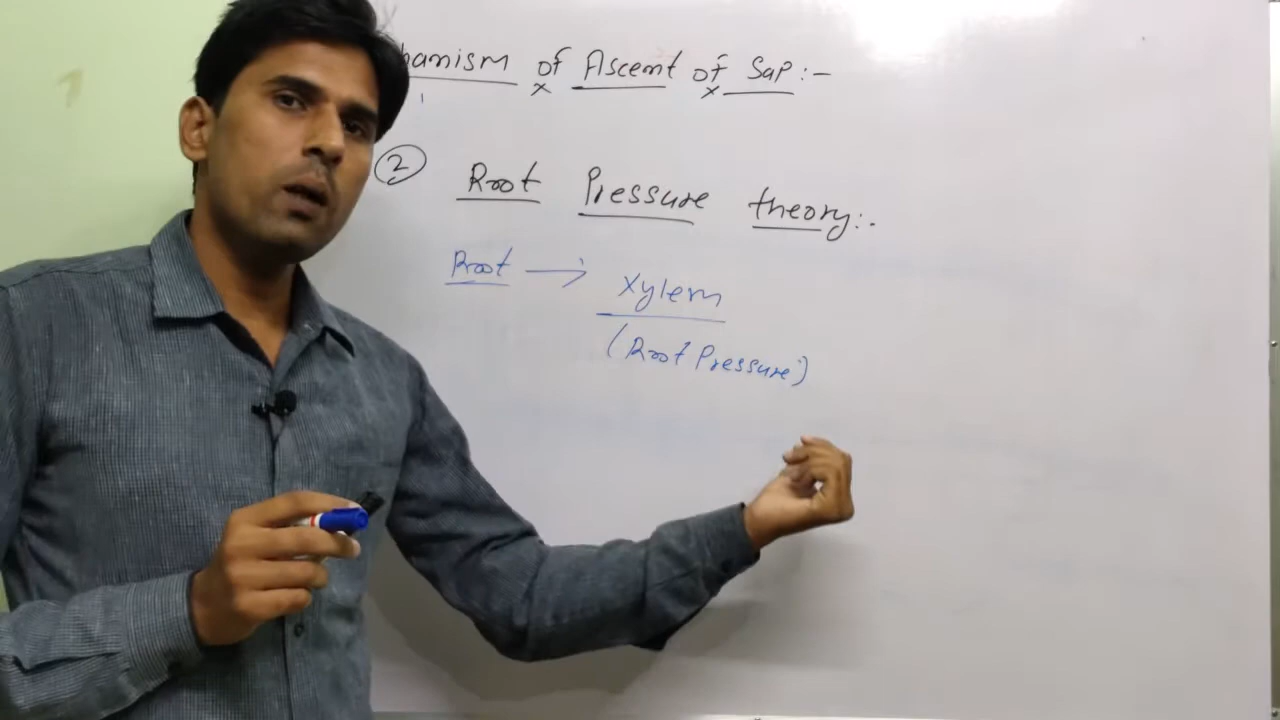 hanism of Ascent of Sap:-
2 Root Pressure theory:-
Root → Xylem
(Root Pressure)